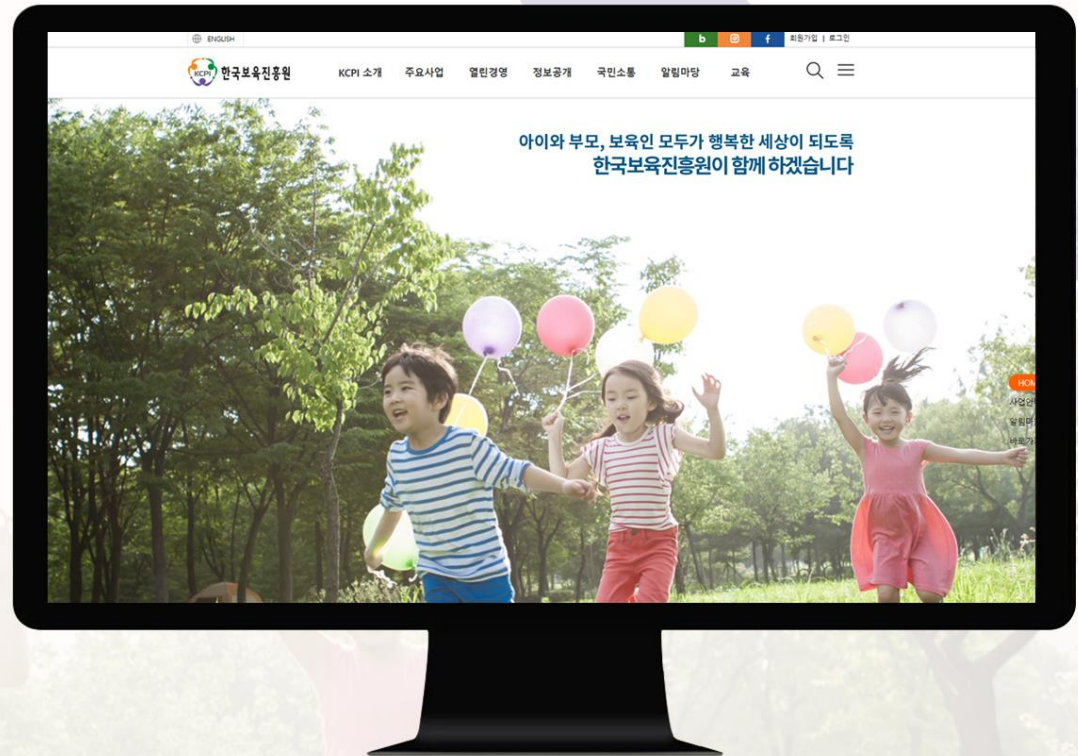 ENGLISH
b f 회원가입 | 로그인
KCPI 한국보육진흥원 KCPI 소개 주요사업 열린경영 정보공개 국민소통 알림마당 교육
아이와 부모, 보육인 모두가 행복한 세상이 되도록
한국보육진흥원이 함께 하겠습니다